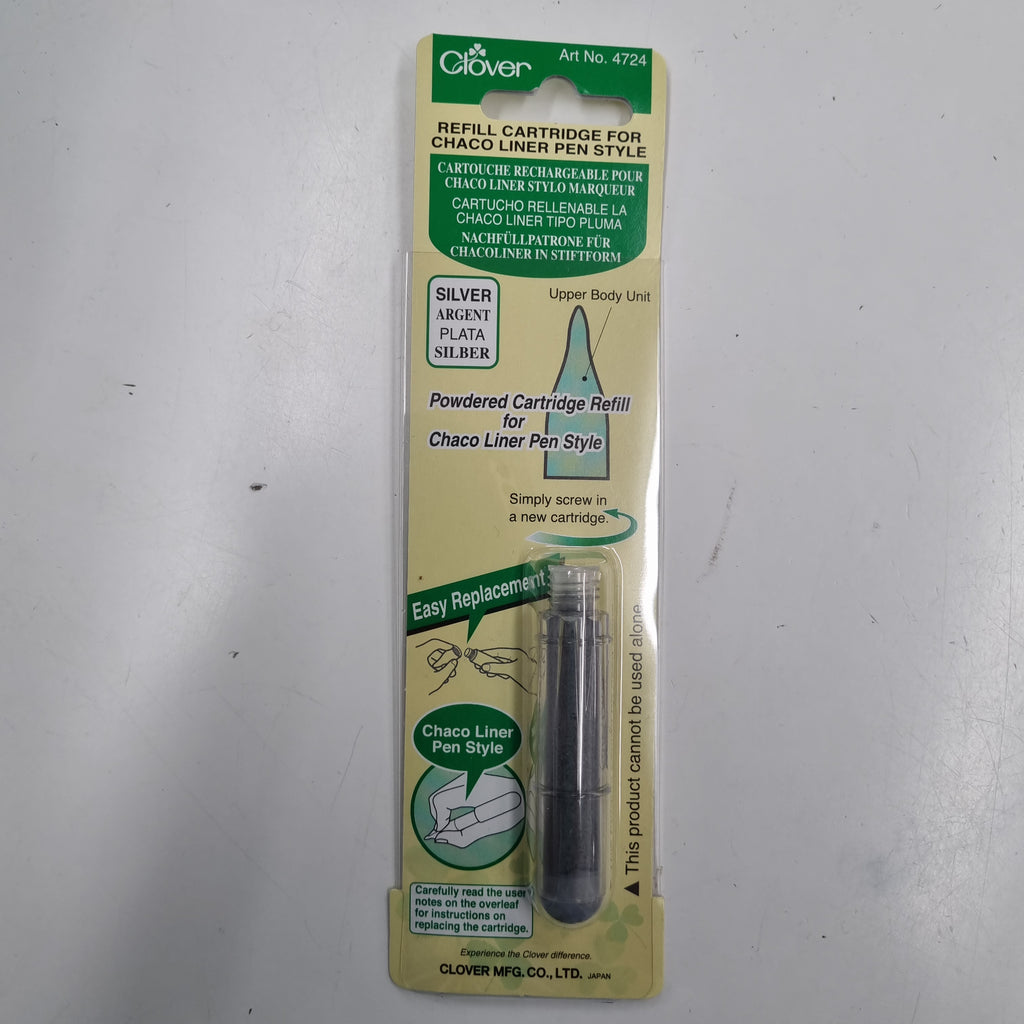 Clover
Art No. 4724
REFILL CARTRIDGE FOR
CHACO LINER PEN STYLE
CARTOUCHE RECHARGEABLE POUR
CHACO LINER STYLO MARQUEUR
CARTUCHO RELLENABLE LA
CHACO LINER TIPO PLUMA
NACHFÜLLPATRONE FÜR
CHACOLINER IN STIFTFORM
SILVER
ARGENT
PLATA
SILBER
Upper Body Unit
Powdered Cartridge Refill
for
Chaco Liner Pen Style
Simply screw in
a new cartridge.
Easy Replacement
▲ This product cannot be used alone.
Chaco Liner
Pen Style
Carefully read the user
notes on the overleaf
for instructions on
replacing the cartridge.
Experience the Clover difference.
CLOVER MFG. CO., LTD. JAPAN